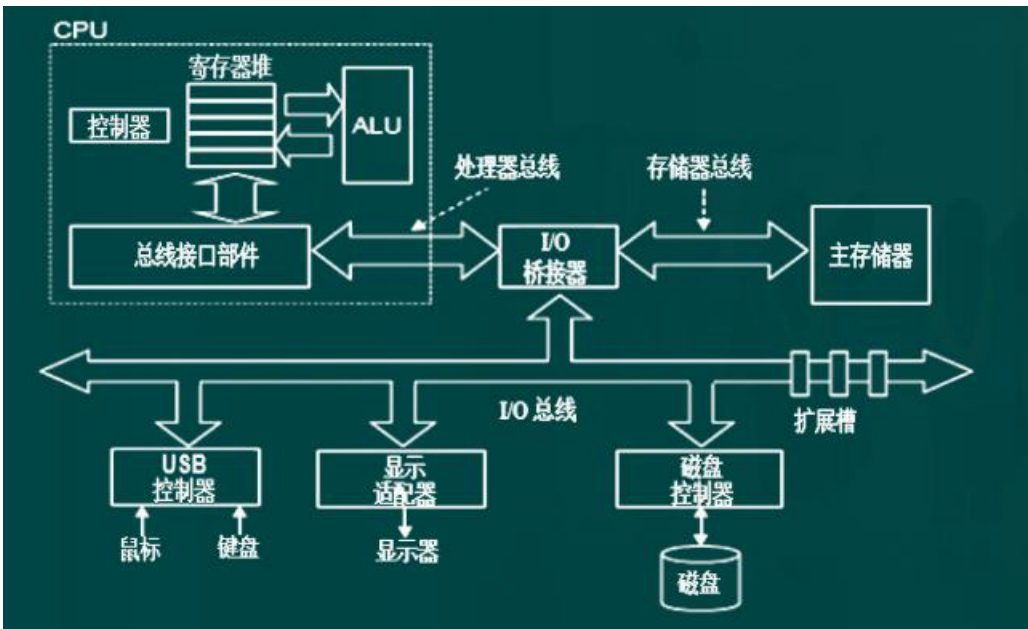 CPU
寄存器堆
控制器
ALU
处理器总线
存储器总线
总线接口部件
I/O
桥接器
主存储器
I/O 总线
扩展槽
USB
控制器
显示
适配器
磁盘
控制器
鼠标
键盘
显示器
磁盘